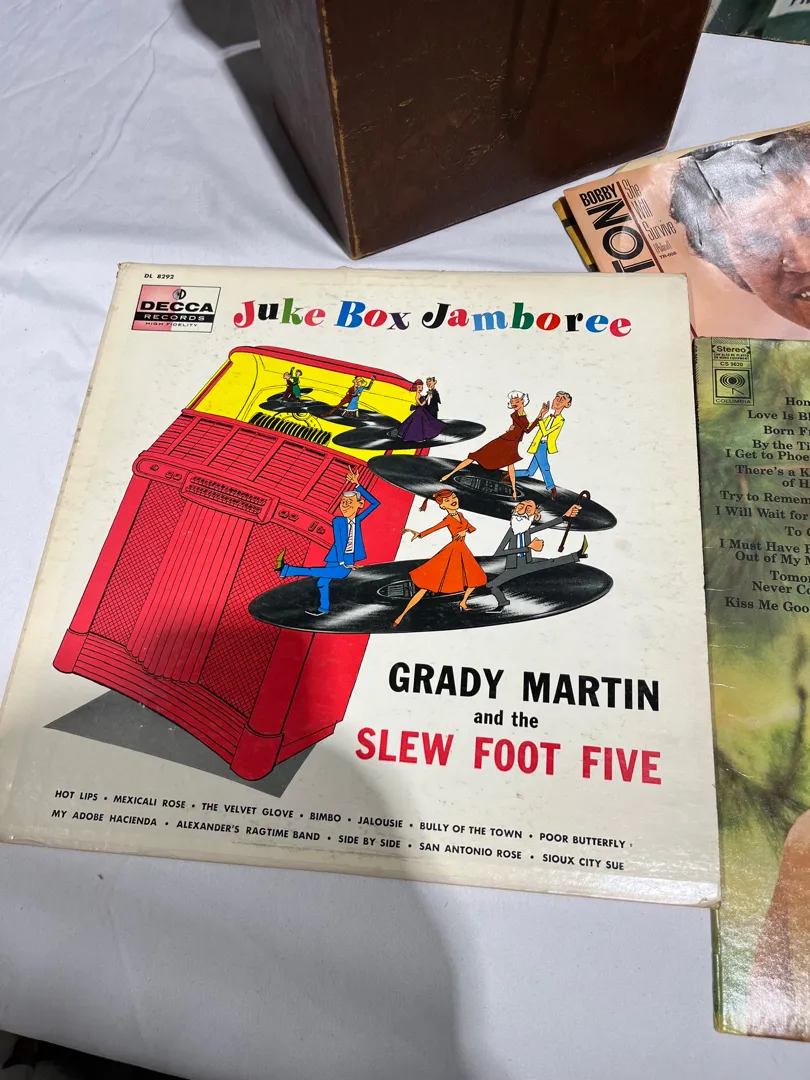 DL 8292
DECCA
RECORDS
HIGH FIDELITY
Juke Box Jamboree
GRADY MARTIN
and the
SLEW FOOT FIVE
HOT LIPS • MEXICALI ROSE • THE VELVET GLOVE • BIMBO • JALOUSIE • BULLY OF THE TOWN • POOR BUTTERFLY •
MY ADOBE HACIENDA • ALEXANDER'S RAGTIME BAND • SIDE BY SIDE • SAN ANTONIO ROSE • SIOUX CITY SUE
BOBBY
TON
She
Will
Survive
Stereo
CS 9620
COLUMBIA
Hon
Love Is Bl
Born F
By the Ti
I Get to Phoe
There's a K
of H
Try to Remem
I Will Wait for
To
I Must Have
Out of My M
Tomor
Never Co
Kiss Me Goo